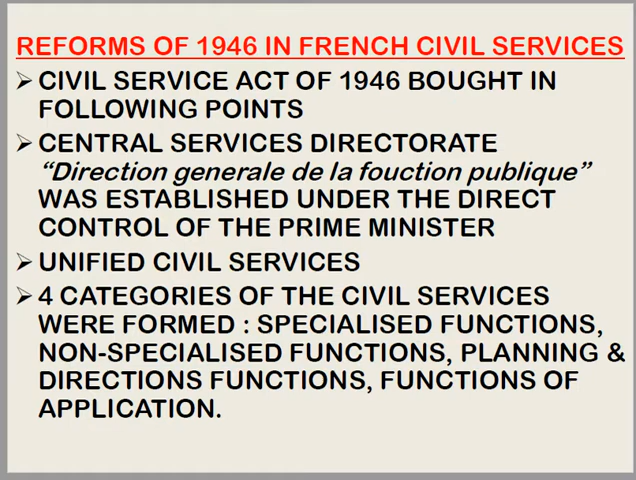 REFORMS OF 1946 IN FRENCH CIVIL SERVICES
➢ CIVIL SERVICE ACT OF 1946 BOUGHT IN
FOLLOWING POINTS
➢ CENTRAL SERVICES DIRECTORATE
“Direction generale de la fouction publique”
WAS ESTABLISHED UNDER THE DIRECT
CONTROL OF THE PRIME MINISTER
➢ UNIFIED CIVIL SERVICES
➢ 4 CATEGORIES OF THE CIVIL SERVICES
WERE FORMED : SPECIALISED FUNCTIONS,
NON-SPECIALISED FUNCTIONS, PLANNING &
DIRECTIONS FUNCTIONS, FUNCTIONS OF
APPLICATION.